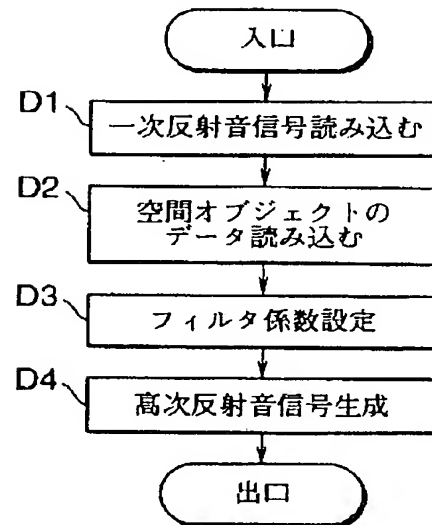 入口
D1
一次反射音信号読み込む
D2
空間オブジェクトの
データ読み込む
D3
フィルタ係数設定
D4
高次反射音信号生成
出口